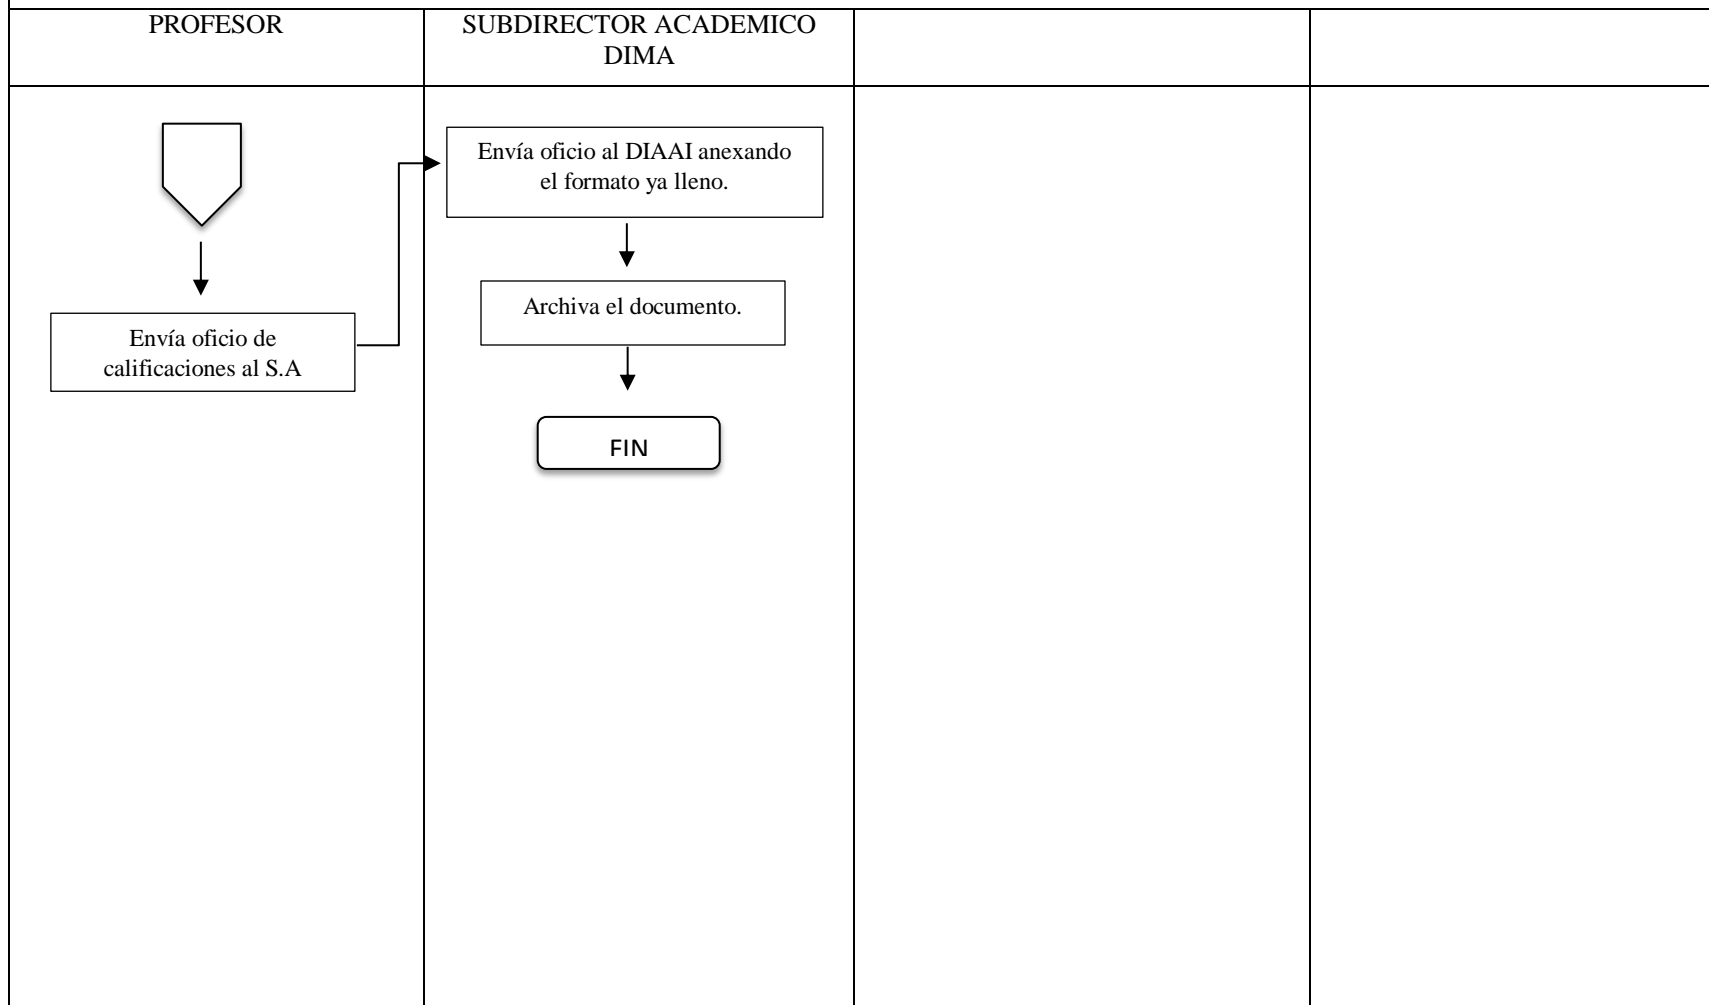 PROFESOR
SUBDIRECTOR ACADEMICO
DIMA
Envía oficio de
calificaciones al S.A
Envía oficio al DIAAI anexando
el formato ya lleno.
Archiva el documento.
FIN